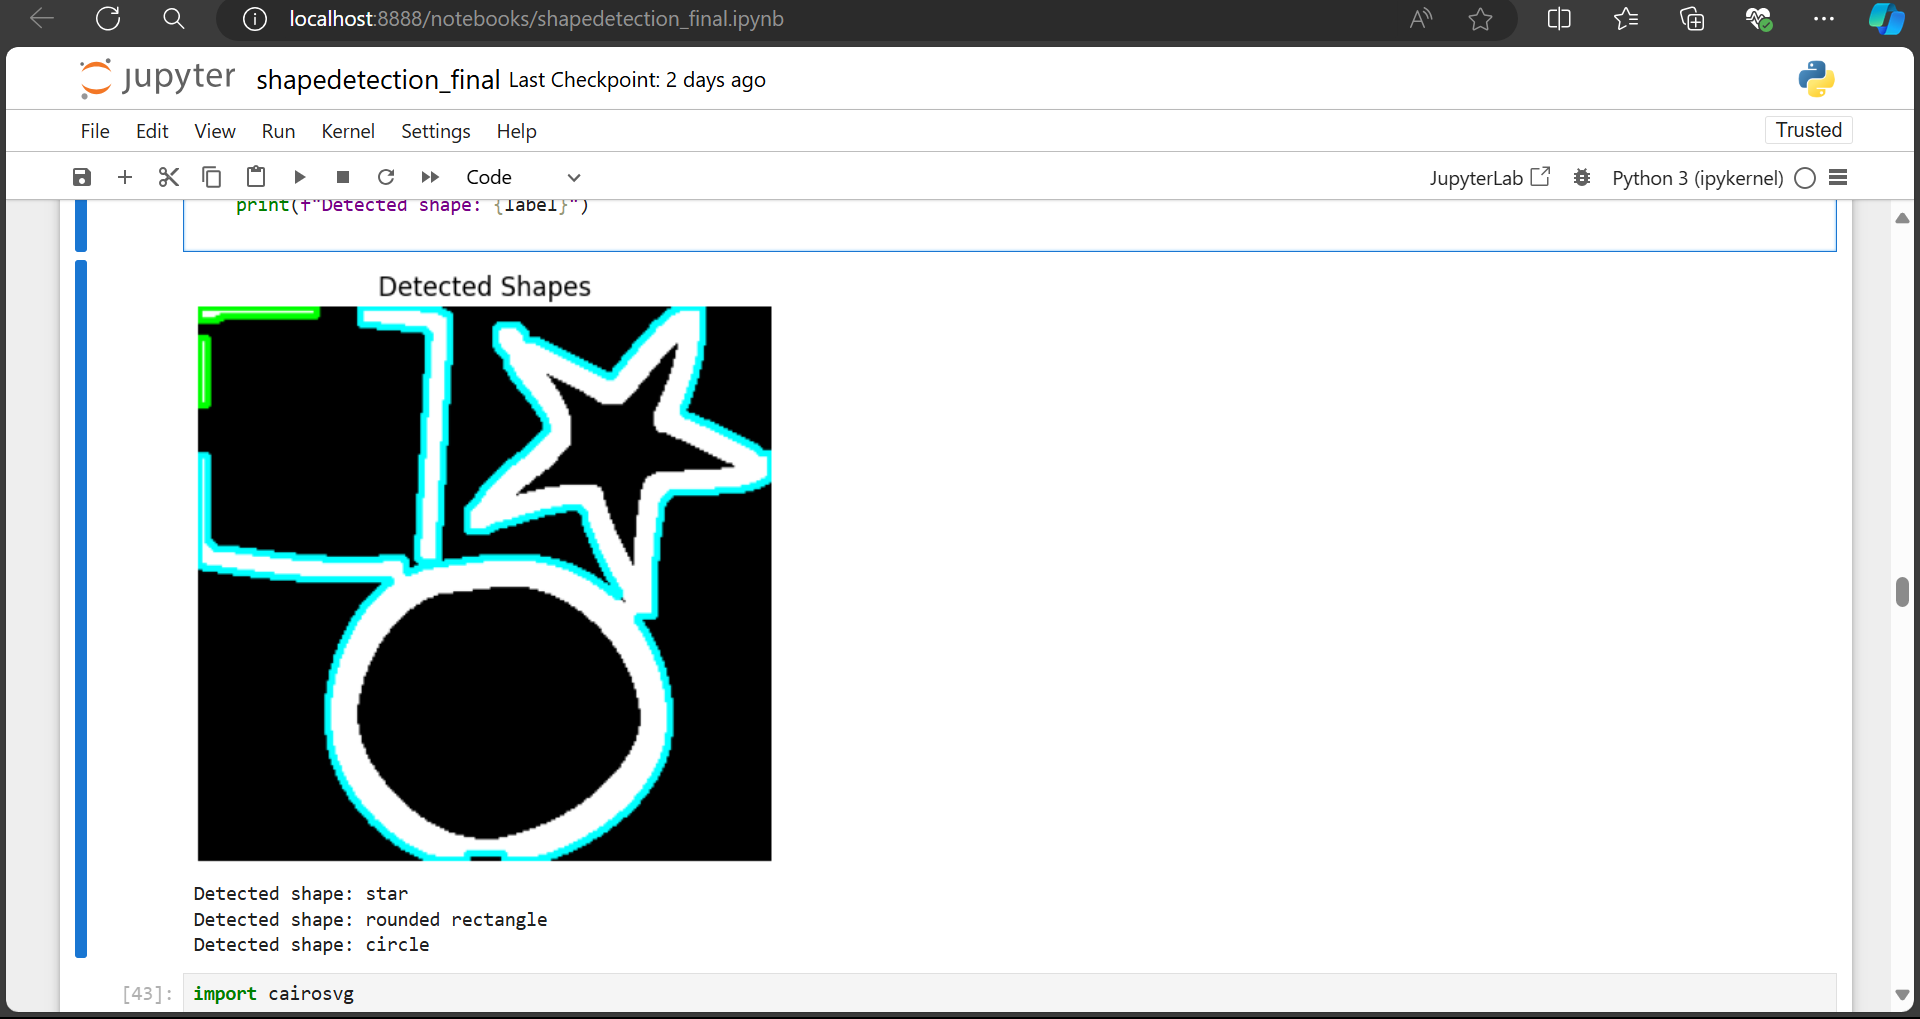 localhost:8888/notebooks/shapedetection_final.ipynb
jupyter shapedetection_final Last Checkpoint: 2 days ago
File Edit View Run Kernel Settings Help
Trusted
Code
JupyterLab Python 3 (ipykernel)
print(f"Detected shape: {label}")
Detected Shapes
Detected shape: star
Detected shape: rounded rectangle
Detected shape: circle
[43]: import cairosvg